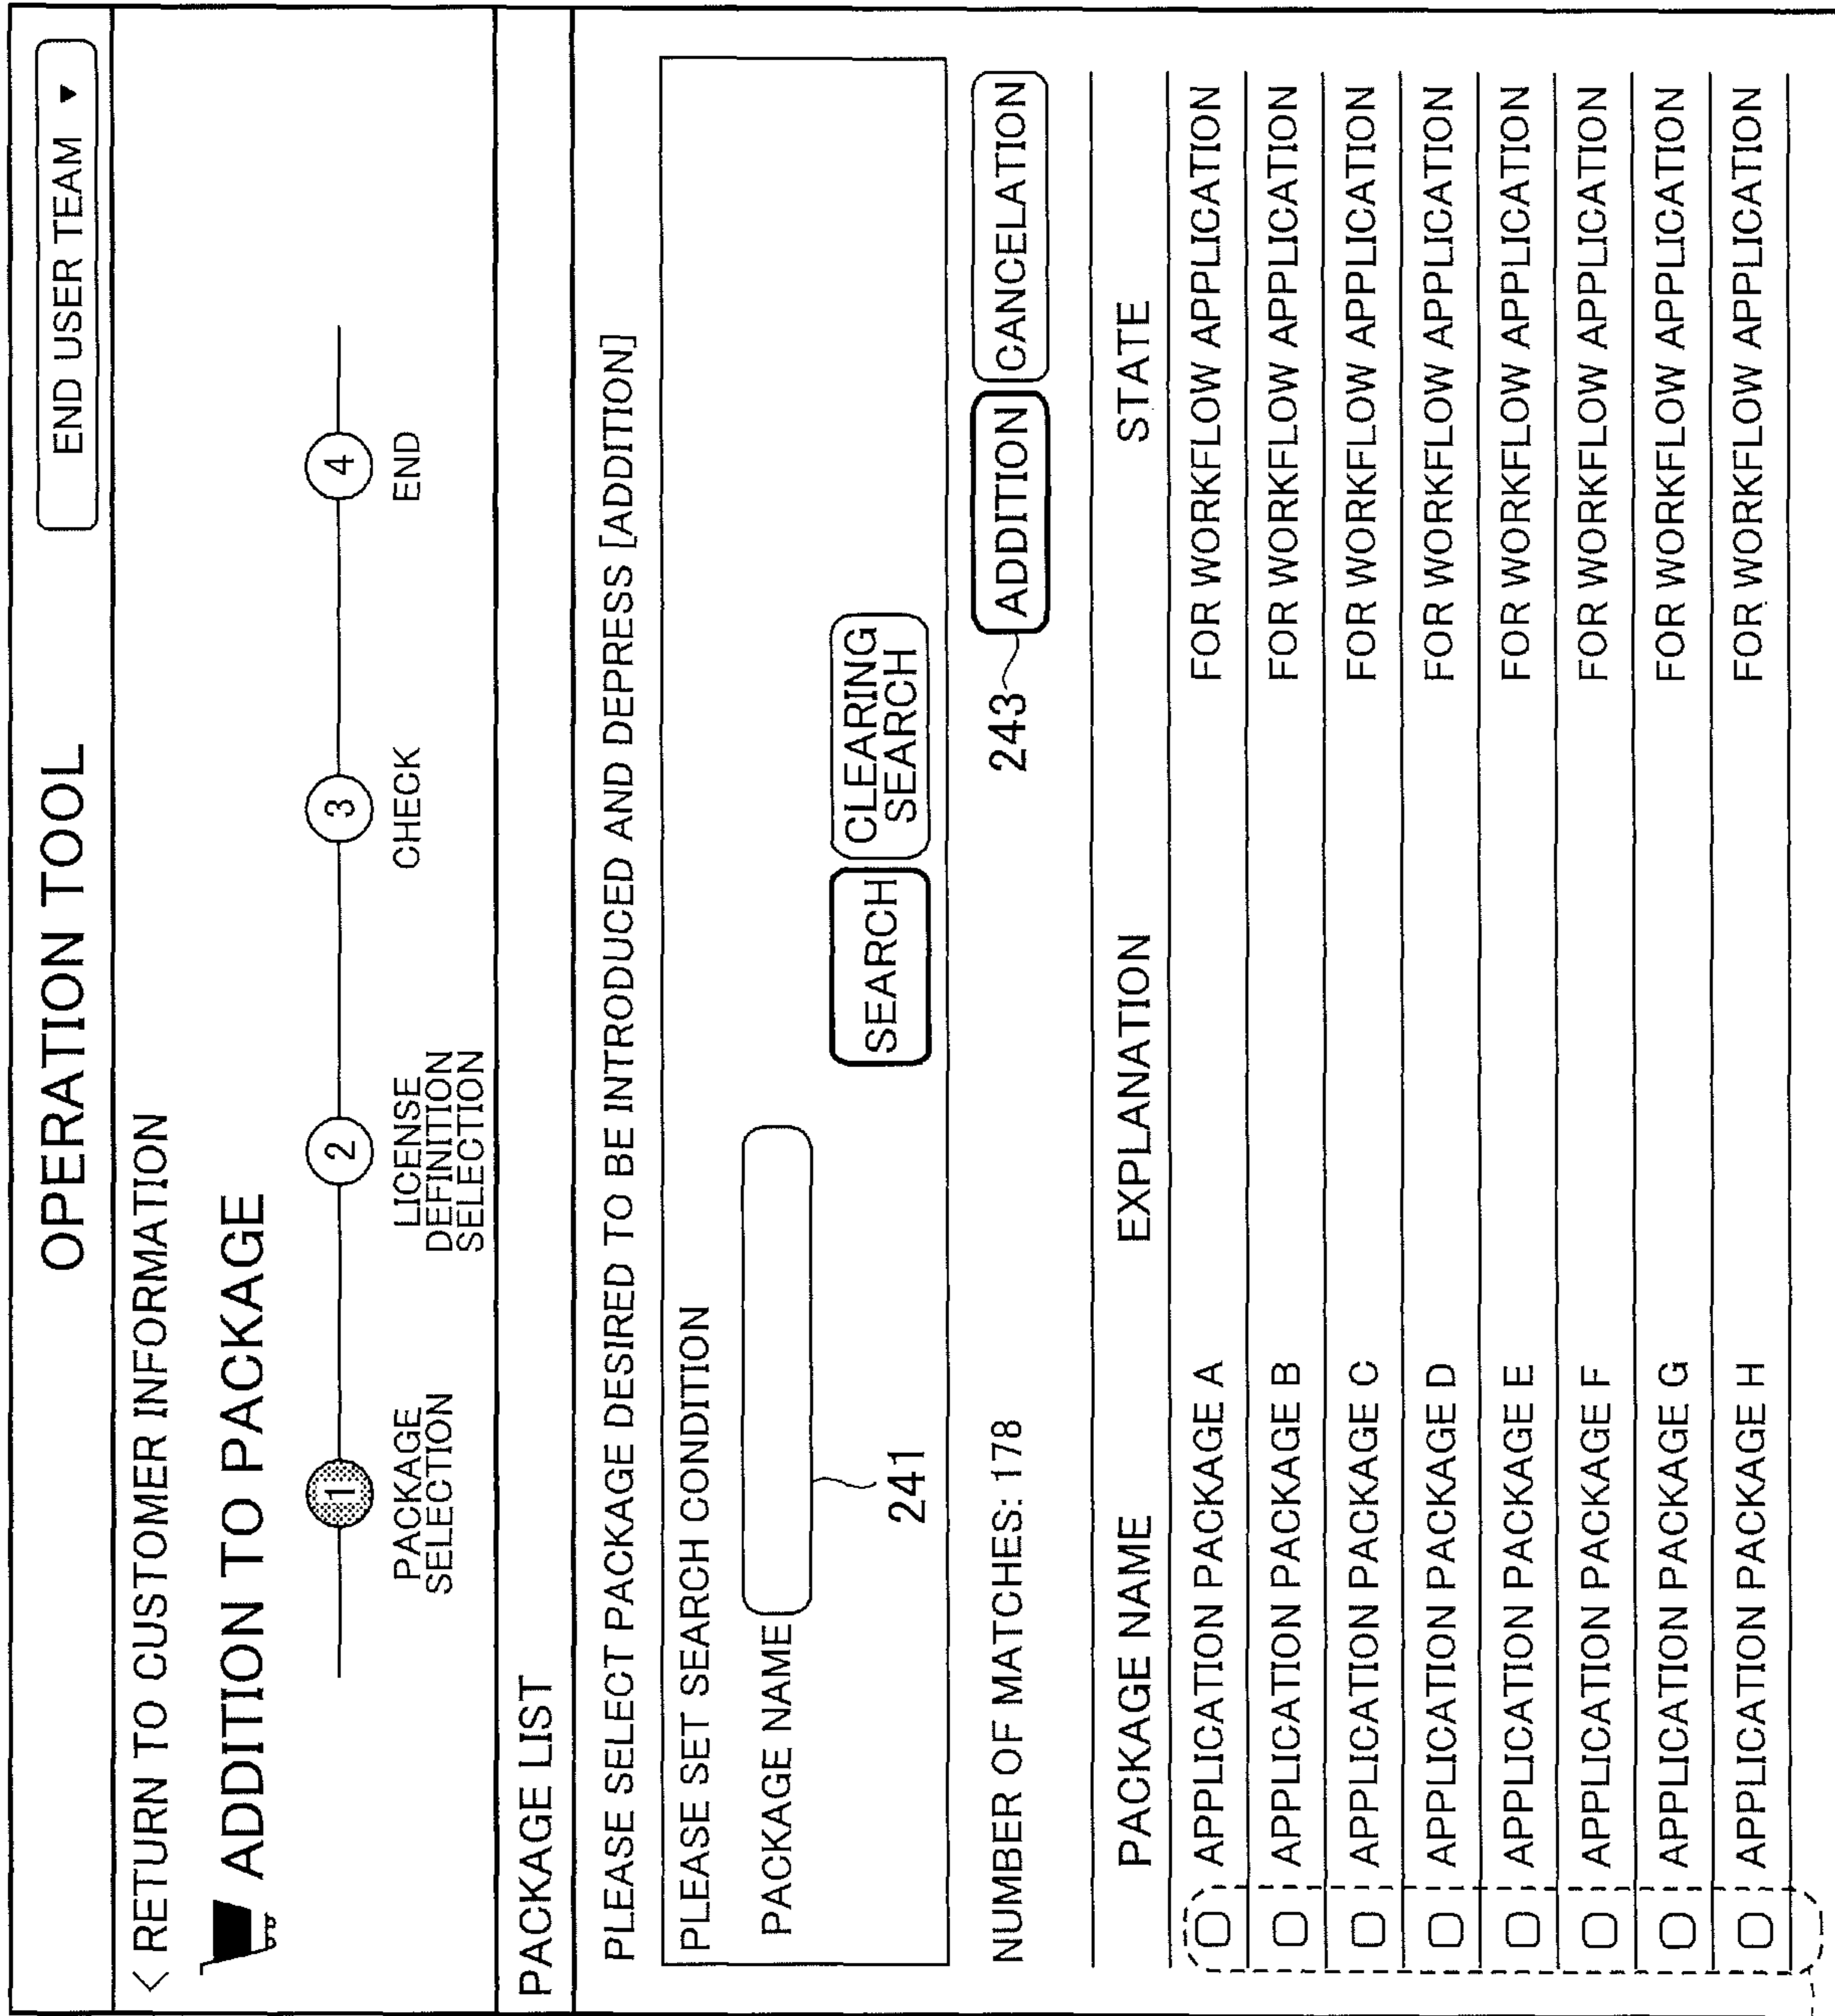 OPERATION TOOL
END USER TEAM ▼
< RETURN TO CUSTOMER INFORMATION
ADDITION TO PACKAGE
1 2 3 4
PACKAGE
SELECTION
LICENSE
DEFINITION
SELECTION
CHECK
END
PACKAGE LIST
PLEASE SELECT PACKAGE DESIRED TO BE INTRODUCED AND DEPRESS [ADDITION]
PLEASE SET SEARCH CONDITION
PACKAGE NAME
241
SEARCH
CLEARING
SEARCH
NUMBER OF MATCHES: 178
243 ADDITION CANCELATION
PACKAGE NAME EXPLANATION STATE
APPLICATION PACKAGE A FOR WORKFLOW APPLICATION
APPLICATION PACKAGE B FOR WORKFLOW APPLICATION
APPLICATION PACKAGE C FOR WORKFLOW APPLICATION
APPLICATION PACKAGE D FOR WORKFLOW APPLICATION
APPLICATION PACKAGE E FOR WORKFLOW APPLICATION
APPLICATION PACKAGE F FOR WORKFLOW APPLICATION
APPLICATION PACKAGE G FOR WORKFLOW APPLICATION
APPLICATION PACKAGE H FOR WORKFLOW APPLICATION